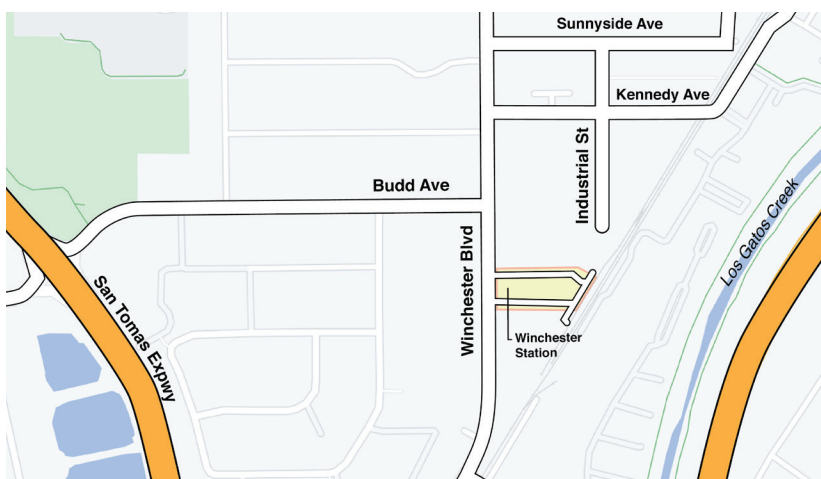 Sunnyside Ave
Kennedy Ave
Industrial St
Budd Ave
Los Gatos Creek
Winchester Blvd
San Tomas Expwy
Winchester
Station